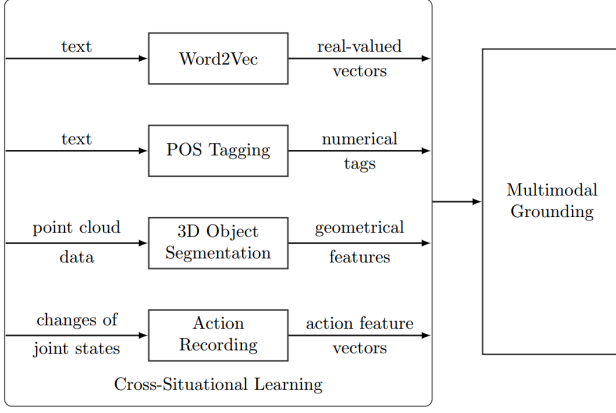 text
Word2Vec
real-valued
vectors
text
POS Tagging
numerical
tags
point cloud
data
3D Object
Segmentation
geometrical
features
changes of
joint states
Action
Recording
action feature
vectors
Cross-Situational Learning
Multimodal
Grounding